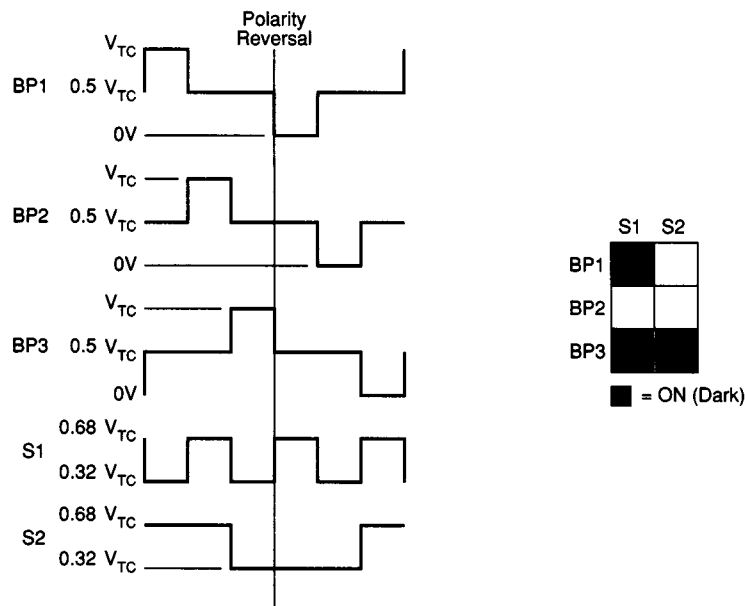 Polarity
Reversal
V_TC
BP1 0.5 V_TC
0V
V_TC
BP2 0.5 V_TC
0V
V_TC
BP3 0.5 V_TC
0V
0.68 V_TC
S1
0.32 V_TC
0.68 V_TC
S2
0.32 V_TC
S1 S2
BP1
BP2
BP3
= ON (Dark)